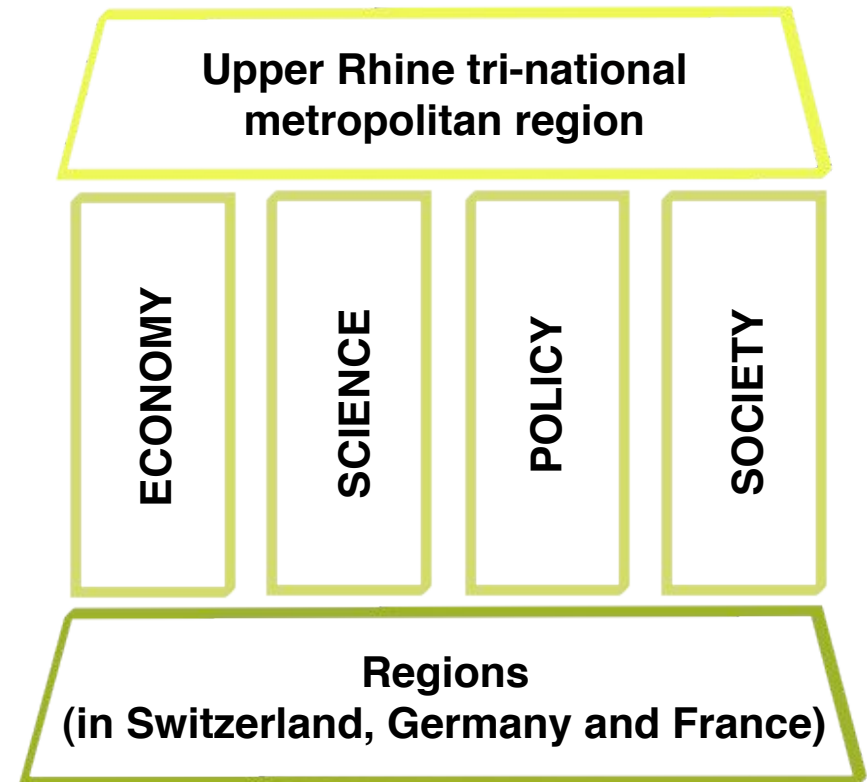 Upper Rhine tri-national
metropolitan region
ECONOMY
SCIENCE
POLICY
SOCIETY
Regions
(in Switzerland, Germany and France)